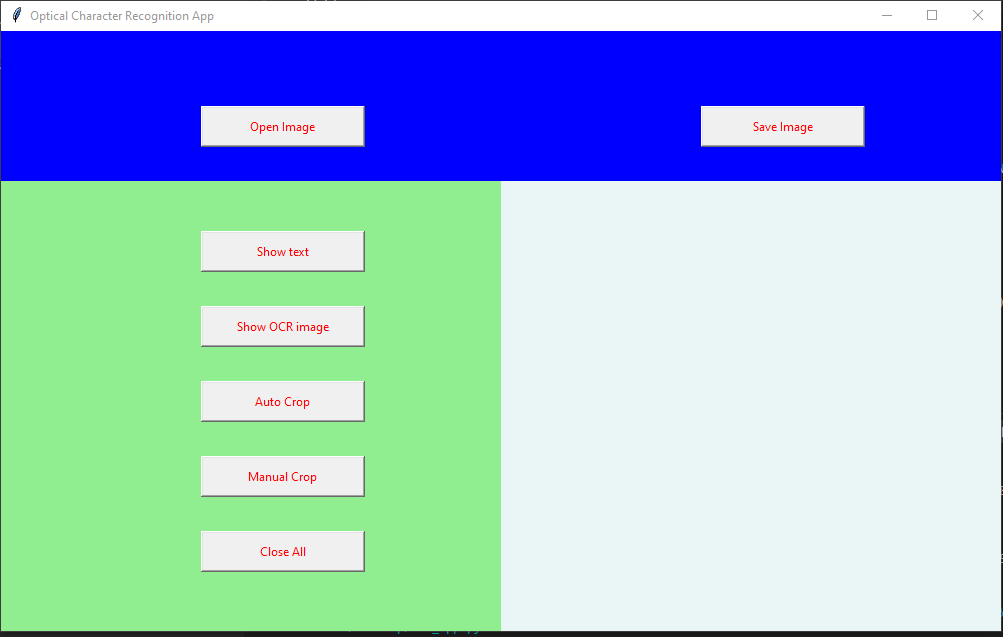 Optical Character Recognition App
Open Image
Save Image
Show text
Show OCR image
Auto Crop
Manual Crop
Close All